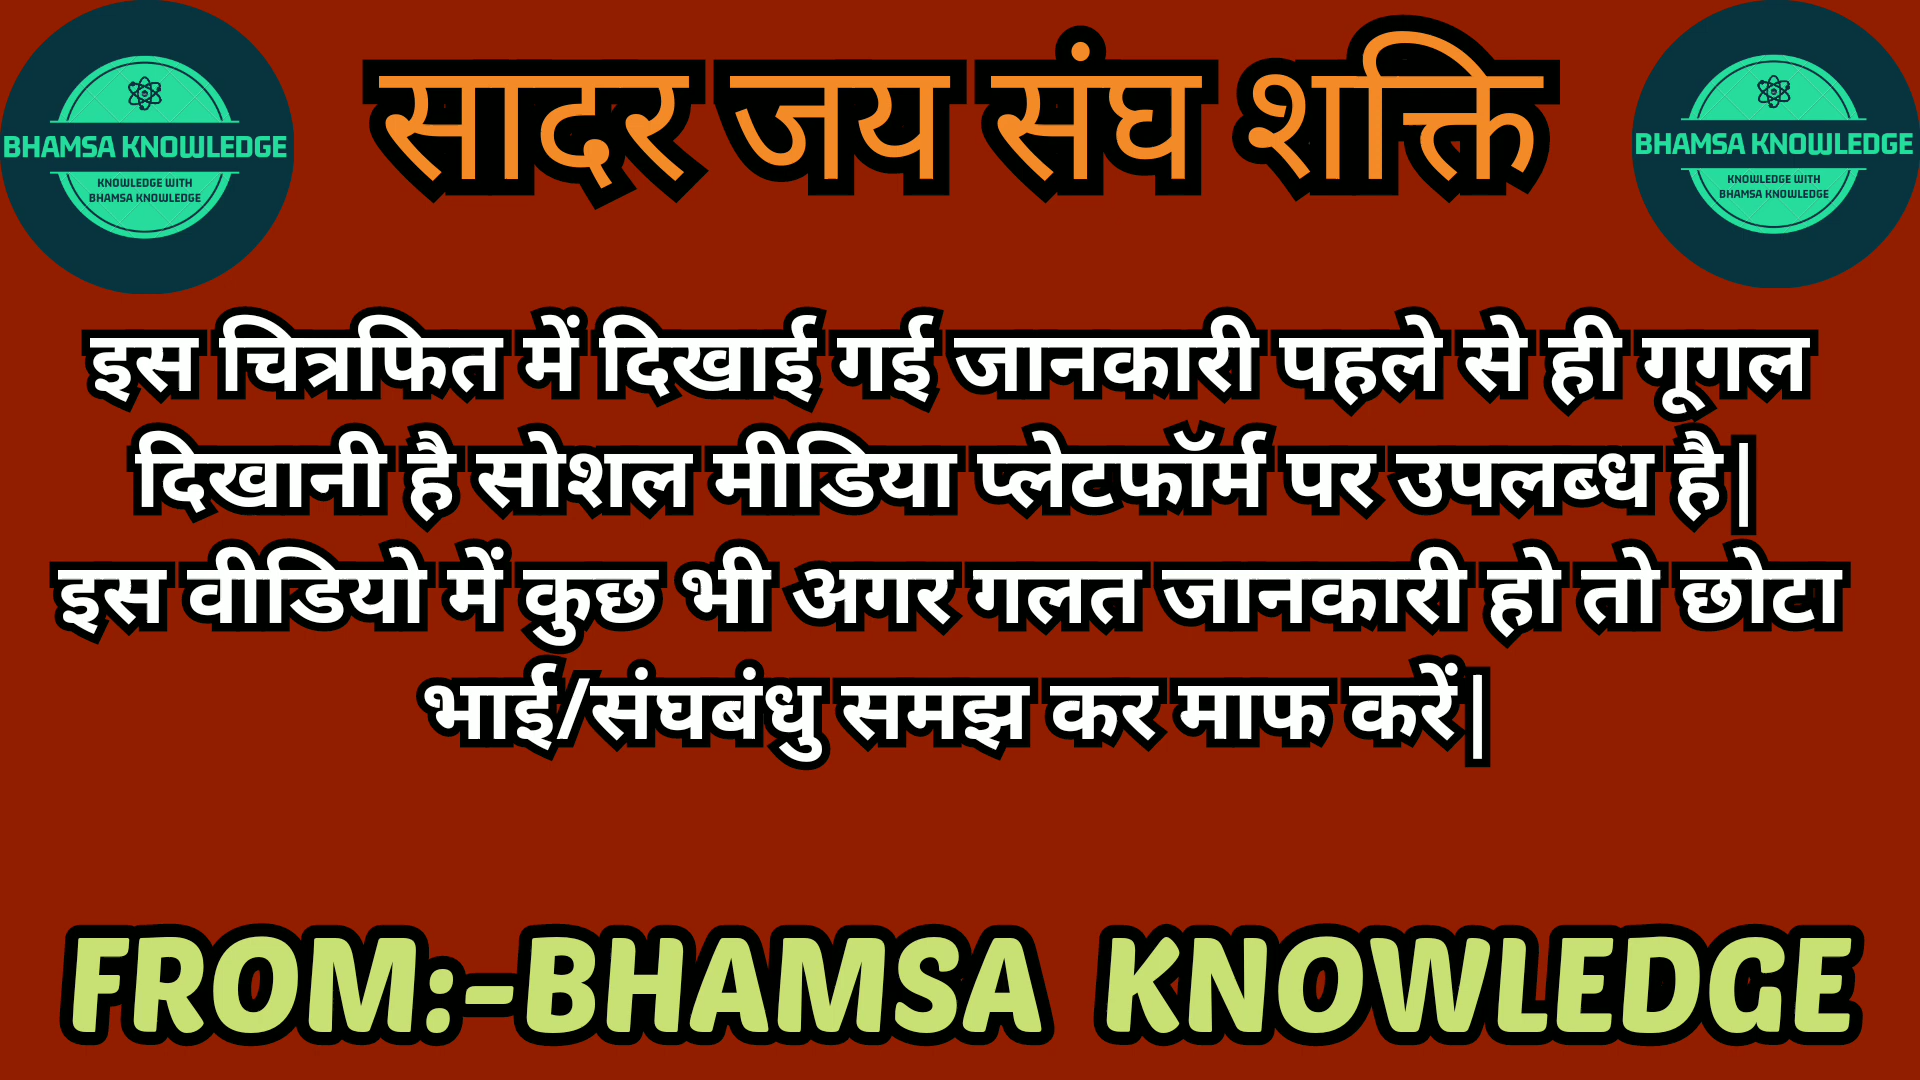 सादर जय संघ शक्ति
BHAMSA KNOWLEDGE
KNOWLEDGE WITH
BHAMSA KNOWLEDGE
BHAMSA KNOWLEDGE
KNOWLEDGE WITH
BHAMSA KNOWLEDGE
इस चित्रफित में दिखाई गई जानकारी पहले से ही गूगल
दिखानी है सोशल मीडिया प्लेटफॉर्म पर उपलब्ध है|
इस वीडियो में कुछ भी अगर गलत जानकारी हो तो छोटा
भाई/संघबंधु समझ कर माफ करें|
FROM:-BHAMSA KNOWLEDGE